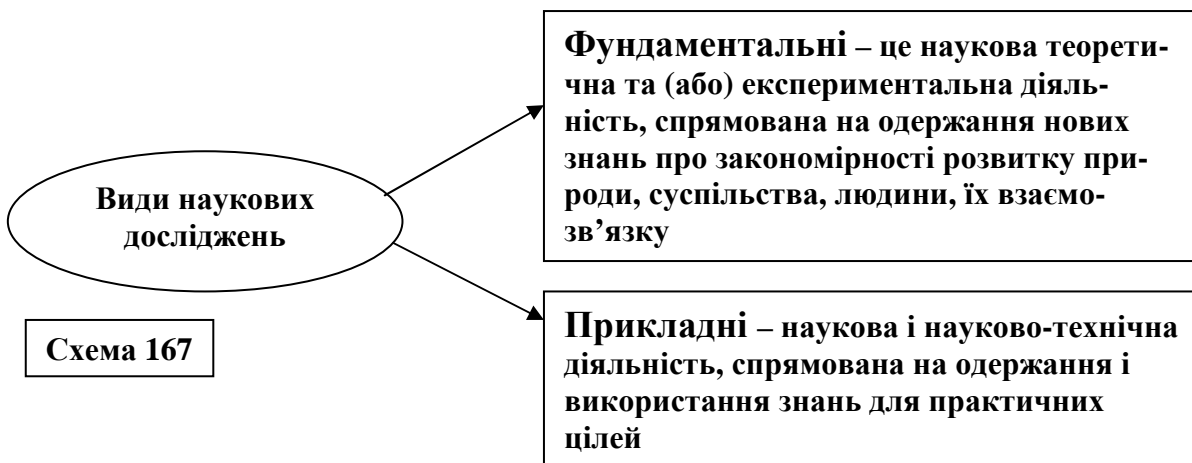 Види наукових
досліджень
Схема 167
Фундаментальні – це наукова теорети-
чна та (або) експериментальна діяль-
ність, спрямована на одержання нових
знань про закономірності розвитку при-
роди, суспільства, людини, їх взаємо-
зв’язку
Прикладні – наукова і науково-технічна
діяльність, спрямована на одержання і
використання знань для практичних
цілей